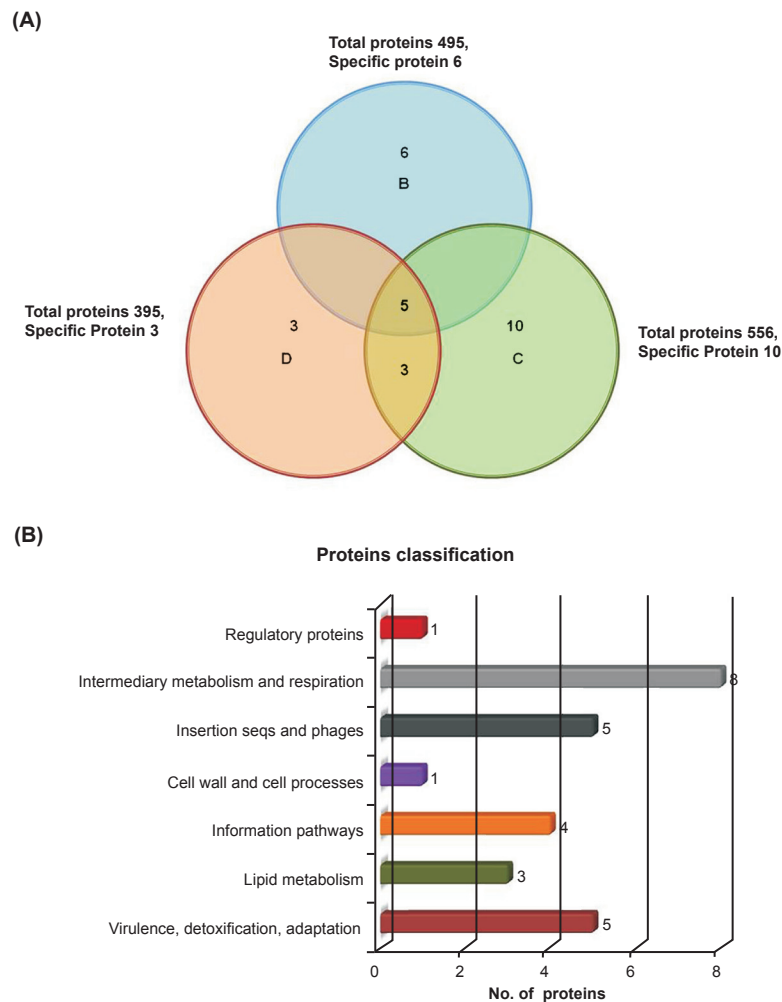 (A)
Total proteins 495,
Specific protein 6
6
B
Total proteins 395,
Specific Protein 3
5
3
10
Total proteins 556,
Specific Protein 10
D
3
C
(B)
Proteins classification
Regulatory proteins
1
Intermediary metabolism and respiration
8
Insertion seqs and phages
5
Cell wall and cell processes
1
Information pathways
4
Lipid metabolism
3
Virulence, detoxification, adaptation
5
0 2 4 6 8
No. of proteins